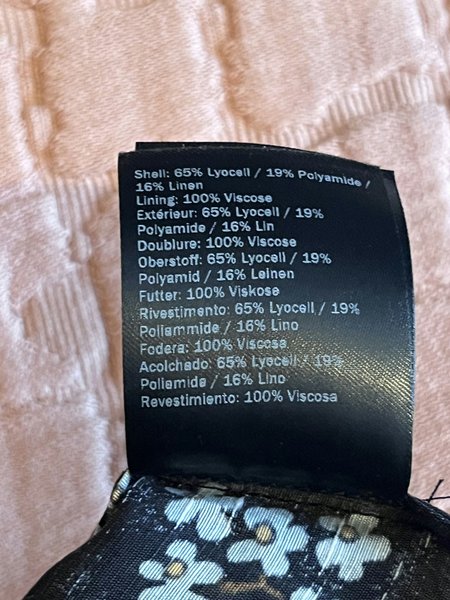 Shell: 65% Lyocell / 19% Polyamide /
16% Linen
Lining: 100% Viscose
Extérieur: 65% Lyocell / 19%
Polyamide / 16% Lin
Doublure: 100% Viscose
Oberstoff: 65% Lyocell / 19%
Polyamid / 16% Leinen
Futter: 100% Viskose
Rivestimento: 65% Lyocell / 19%
Poliammide / 16% Lino
Fodera: 100% Viscosa
Acolchado: 65% Lyocell / 19%
Poliamida / 16% Lino
Revestimiento: 100% Viscosa